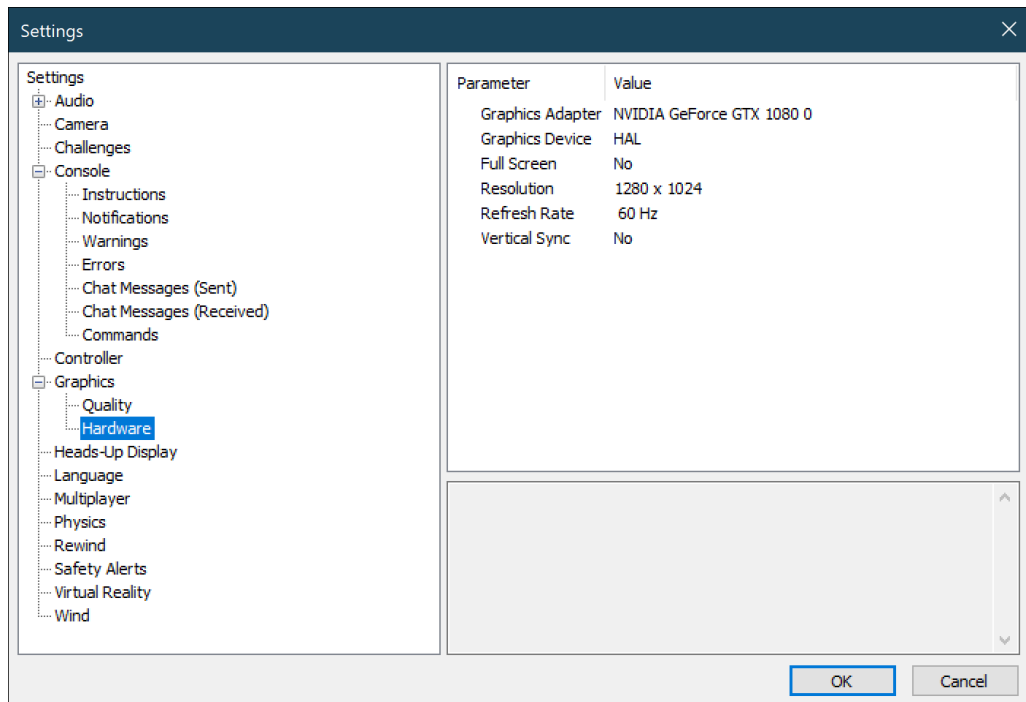 Settings
Settings
Audio
Camera
Challenges
Console
Instructions
Notifications
Warnings
Errors
Chat Messages (Sent)
Chat Messages (Received)
Commands
Controller
Graphics
Quality
Hardware
Heads-Up Display
Language
Multiplayer
Physics
Rewind
Safety Alerts
Virtual Reality
Wind
Parameter Value
Graphics Adapter NVIDIA GeForce GTX 1080 0
Graphics Device HAL
Full Screen No
Resolution 1280 x 1024
Refresh Rate 60 Hz
Vertical Sync No
OK Cancel